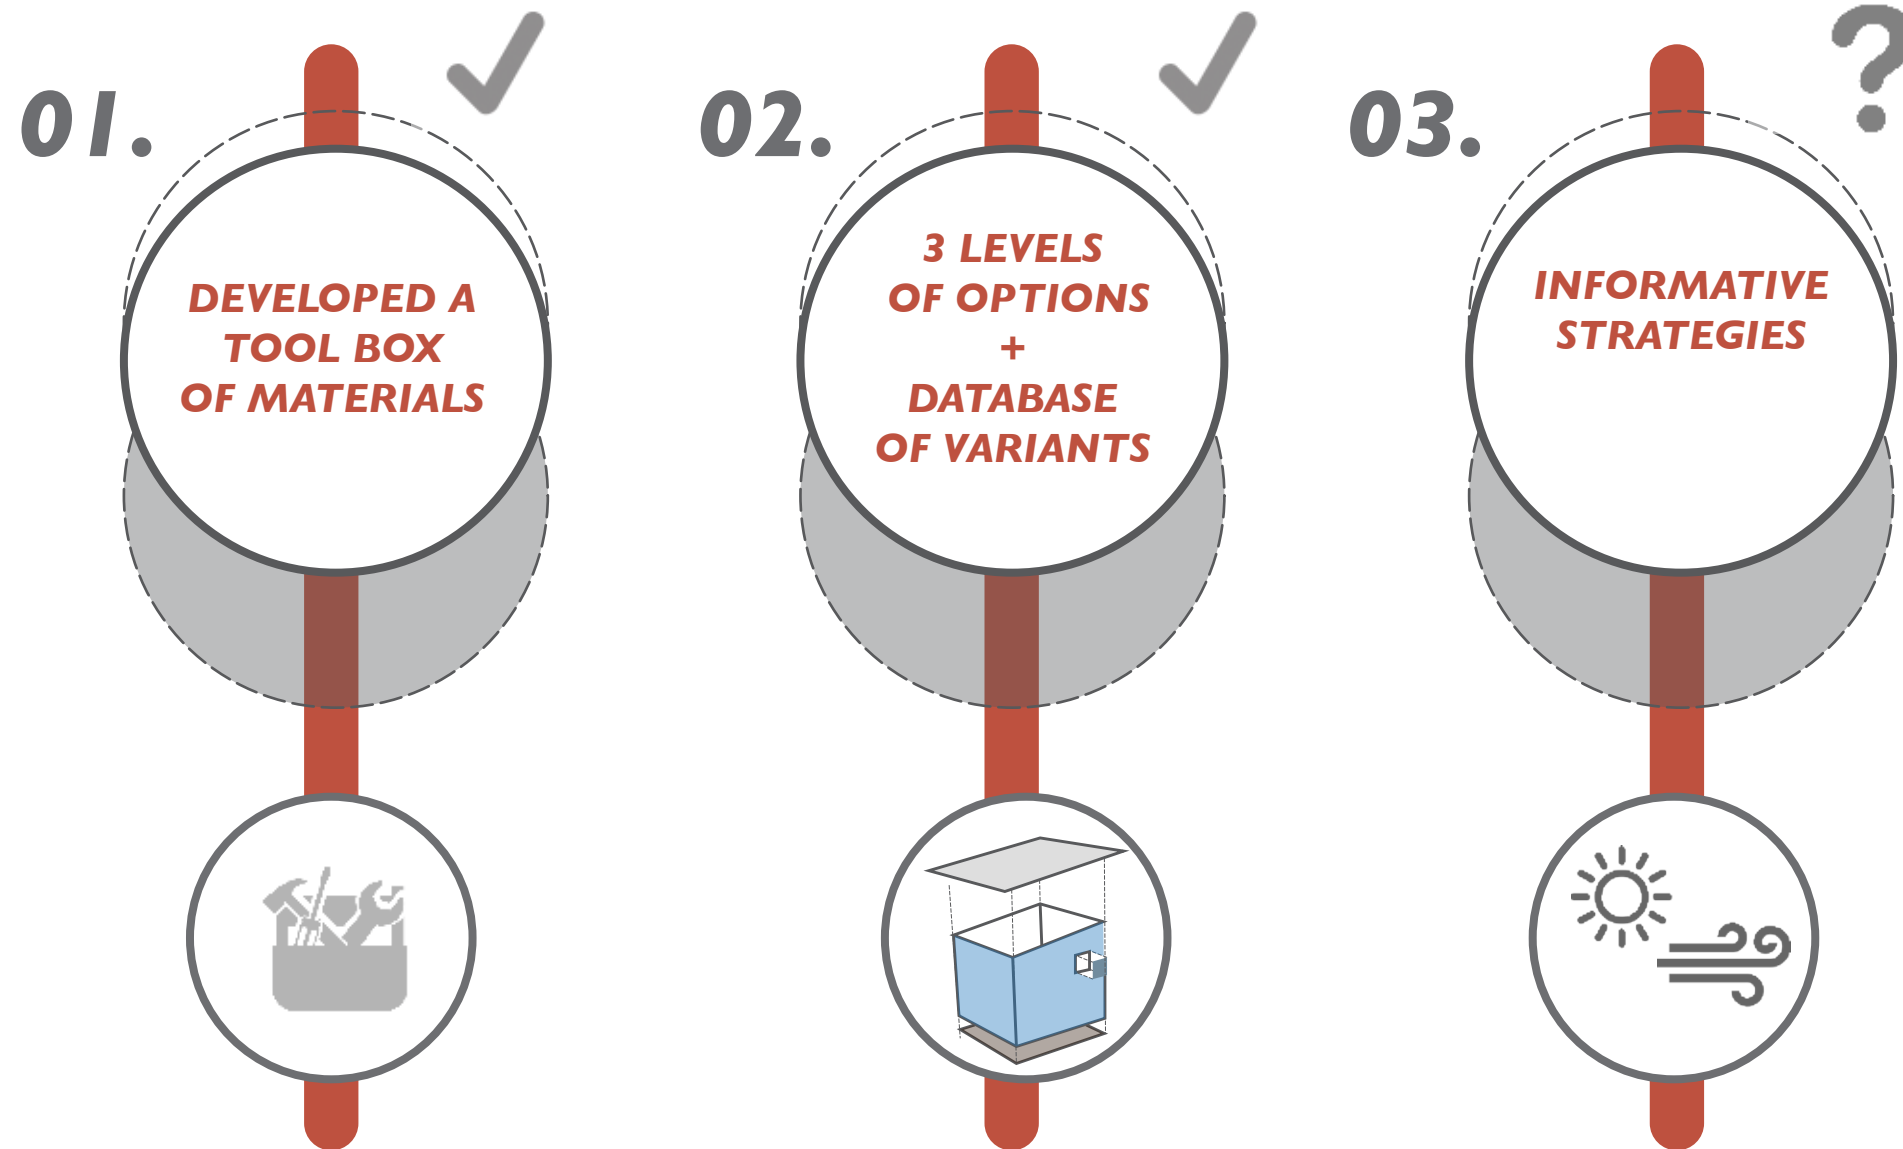 01.
DEVELOPED A
TOOL BOX
OF MATERIALS
02.
3 LEVELS
OF OPTIONS
+
DATABASE
OF VARIANTS
03.
?
INFORMATIVE
STRATEGIES